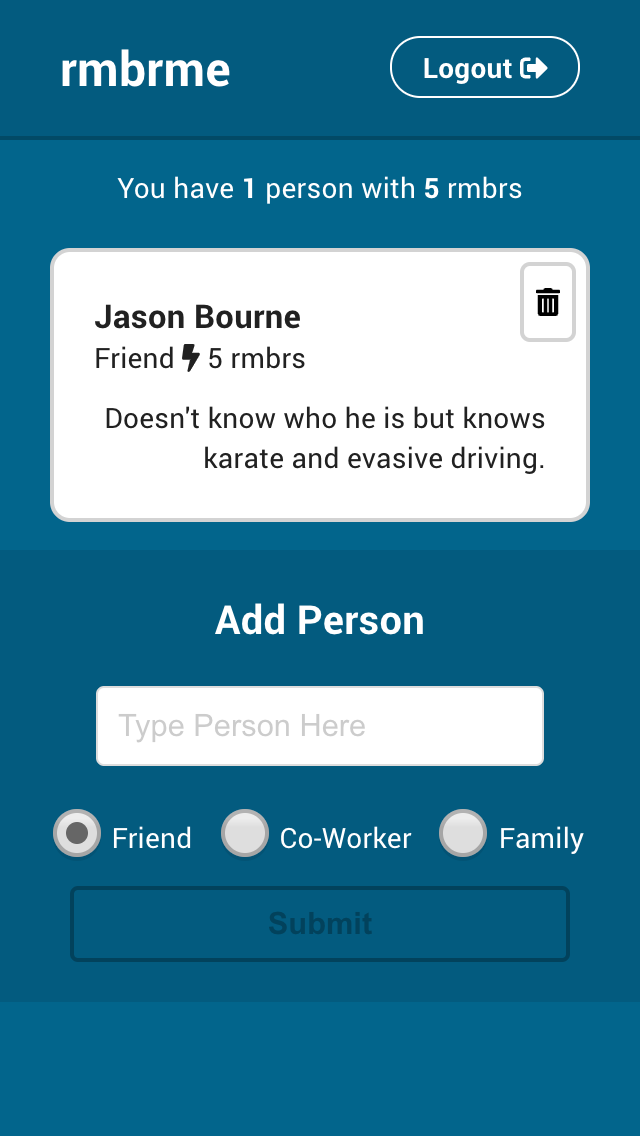 rmbrme
Logout
You have 1 person with 5 rmbrs
Jason Bourne
Friend 5 rmbrs
Doesn't know who he is but knows
karate and evasive driving.
Add Person
Type Person Here
Friend Co-Worker Family
Submit